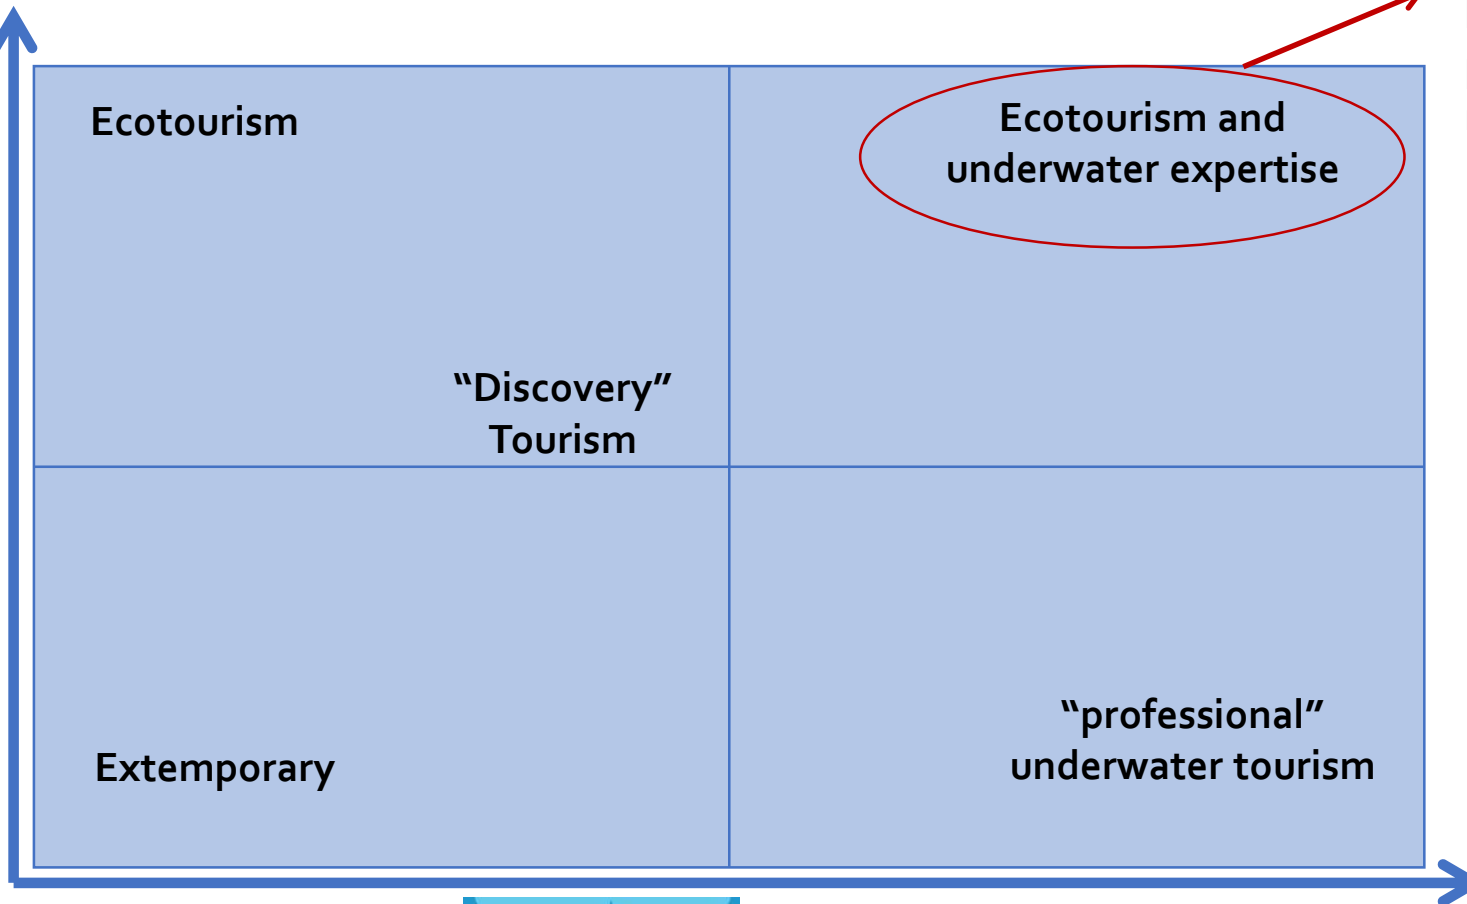 Ecotourism
Ecotourism and
underwater expertise
“Discovery”
Tourism
“professional”
underwater tourism
Extemporary